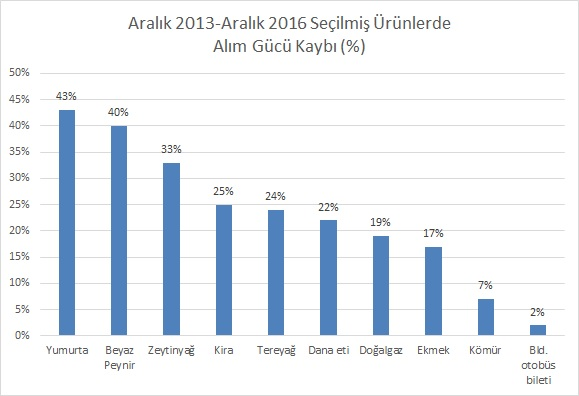 Aralık 2013-Aralık 2016 Seçilmiş Ürünlerde
Alım Gücü Kaybı (%)
50%
45%
40%
35%
30%
25%
20%
15%
10%
5%
0%
43%
40%
33%
25%
24%
22%
19%
17%
7%
2%
Yumurta
Beyaz
Peynir
Zeytinyağ
Kira
Tereyağ
Dana eti
Doğalgaz
Ekmek
Kömür
Bld.
otobüs
bileti